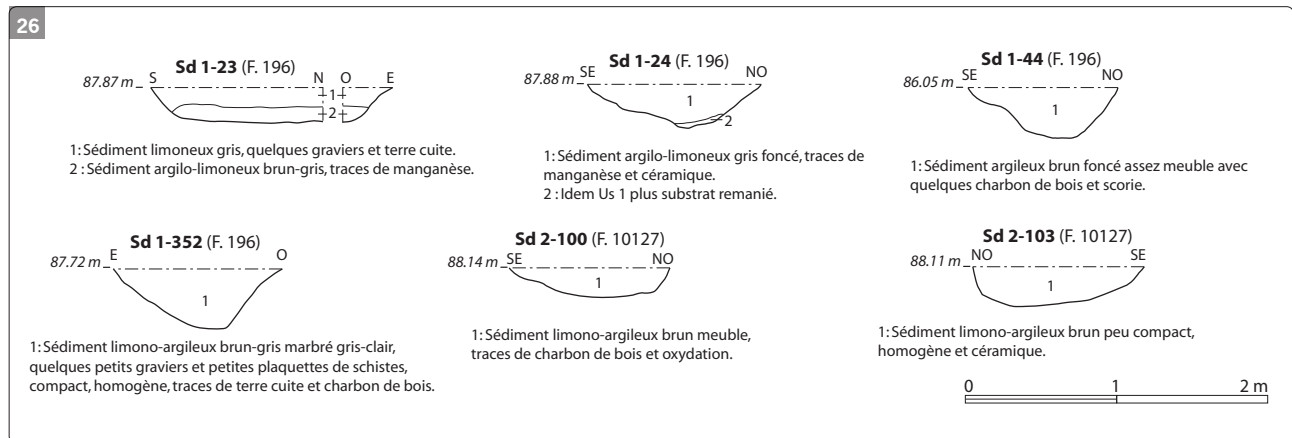 26
Sd 1-23 (F. 196)
87.87 m
S
N
O
E
1
2
1: Sédiment limoneux gris, quelques graviers et terre cuite.
2 : Sédiment argilo-limoneux brun-gris, traces de manganèse.
Sd 1-24 (F. 196)
87.88 m
SE
NO
1
2
1: Sédiment argilo-limoneux gris foncé, traces de
manganèse et céramique.
2 : Idem Us 1 plus substrat remanié.
Sd 1-44 (F. 196)
86.05 m
SE
NO
1
1: Sédiment argileux brun foncé assez meuble avec
quelques charbon de bois et scorie.
Sd 1-352 (F. 196)
87.72 m
E
O
1
1: Sédiment limono-argileux brun-gris marbré gris-clair,
quelques petits graviers et petites plaquettes de schistes,
compact, homogène, traces de terre cuite et charbon de bois.
Sd 2-100 (F. 10127)
88.14 m
SE
NO
1
1: Sédiment limono-argileux brun meuble,
traces de charbon de bois et oxydation.
Sd 2-103 (F. 10127)
88.11 m
NO
SE
1
1: Sédiment limono-argileux brun peu compact,
homogène et céramique.
0 1 2 m